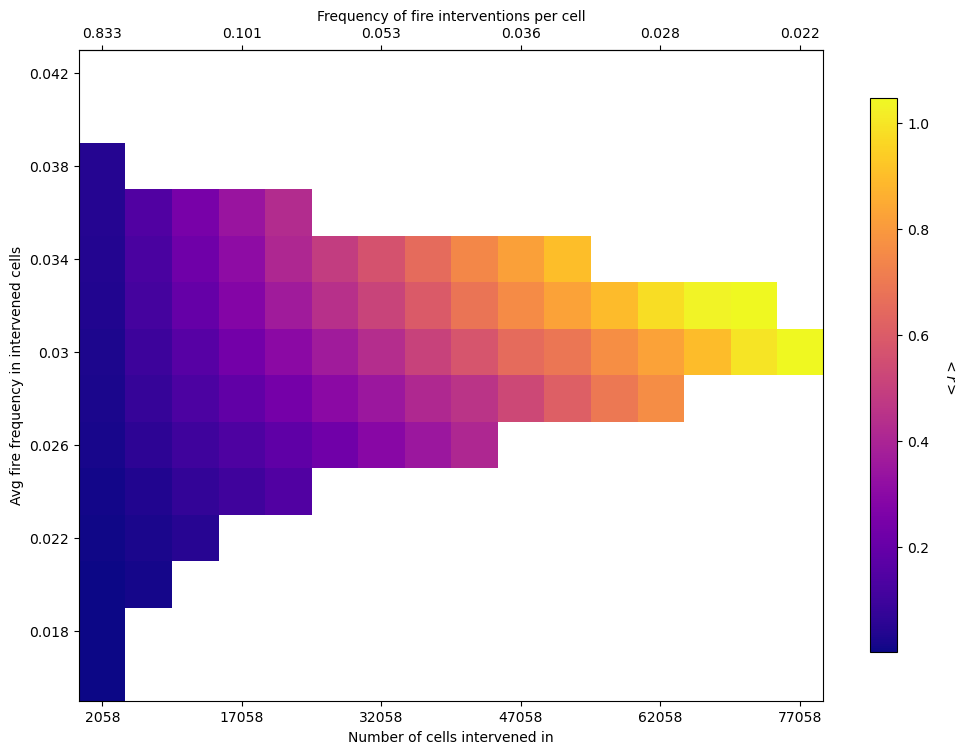 Frequency of fire interventions per cell
0.833 0.101 0.053 0.036 0.028 0.022
0.042
0.038
0.034
0.03
0.026
0.022
0.018
Avg fire frequency in intervened cells
2058 17058 32058 47058 62058 77058
Number of cells intervened in
1.0
0.8
0.6
0.4
0.2
< r >